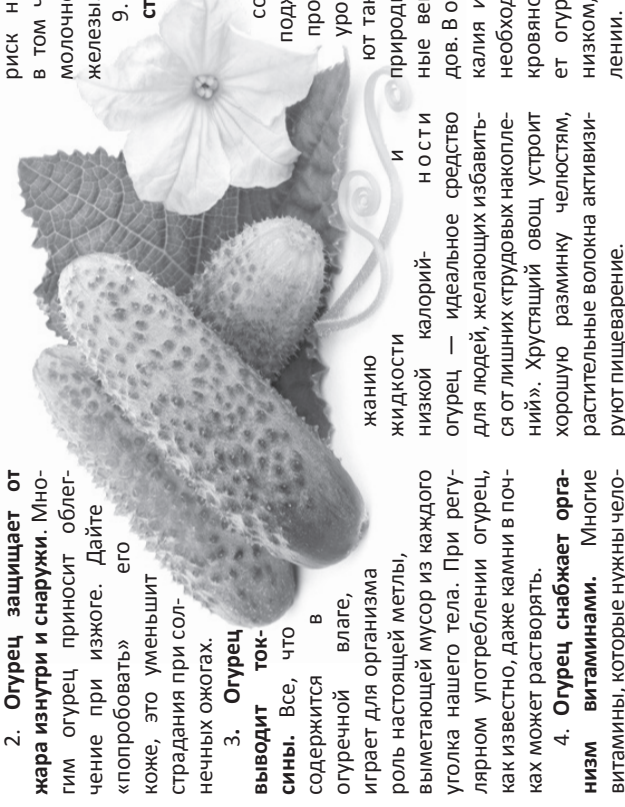 2. Огурец защищает от
жара изнутри и снаружи. Мно-
гим огурец приносит облег-
чение при изжоге. Дайте
«попробовать» его
коже, это уменьшит
страдания при сол-
нечных ожогах.
3. Огурец
выводит ток-
сины. Все, что
содержится в
огуречной влаге,
играет для организма
роль настоящей метлы,
выметающей мусор из каждого
уголка нашего тела. При регу-
лярном употреблении огурец,
как известно, даже камни в поч-
ках может растворять.
4. Огурец снабжает орга-
низм витаминами. Многие
витамины, которые нужны чело-
жанию
жидкости и
низкой калорий- ности
огурец — идеальное средство
для людей, желающих избавить-
ся от лишних «трудовых накопле-
ний». Хрустящий овощ устроит
хорошую разминку челюстям,
растительные волокна активизи-
руют пищеварение.
риск н
в том ч
молочно
желез
9.
ст
со
подх
про
уро
ют так
природ
ные ве
дов. В о
калия и
необход
кровяно
ет огур
низком,
лении.